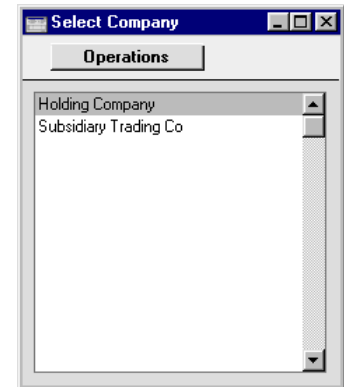 Select Company
Operations
Holding Company
Subsidiary Trading Co